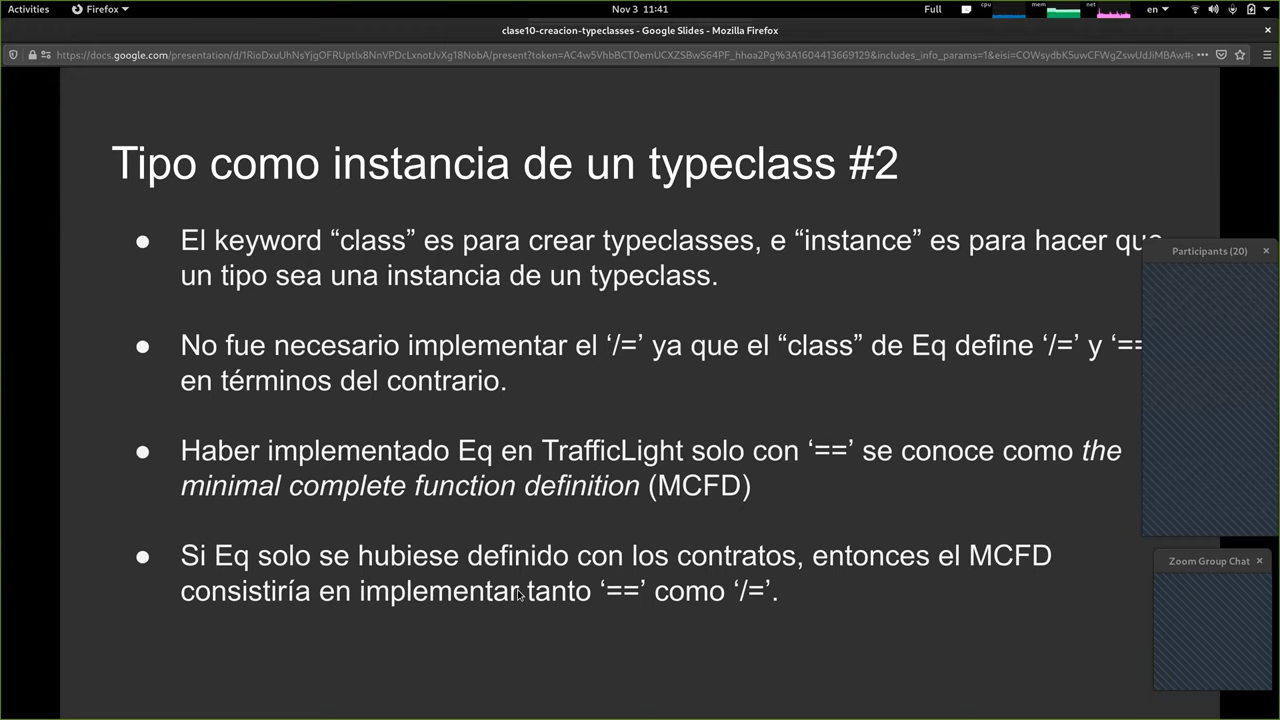 Activities
Firefox
Nov 3 11:41
Full
cpu
mem
net
en
clase10-creacion-typeclasses - Google Slides - Mozilla Firefox
Tipo como instancia de un typeclass #2
● El keyword “class” es para crear typeclasses, e “instance” es para hacer que
un tipo sea una instancia de un typeclass.
● No fue necesario implementar el ‘/=’ ya que el “class” de Eq define ‘/=’ y ‘==
en términos del contrario.
● Haber implementado Eq en TrafficLight solo con ‘==’ se conoce como the
minimal complete function definition (MCFD)
● Si Eq solo se hubiese definido con los contratos, entonces el MCFD
consistiría en implementar tanto ‘==’ como ‘/=’.
Participants (20)
Zoom Group Chat